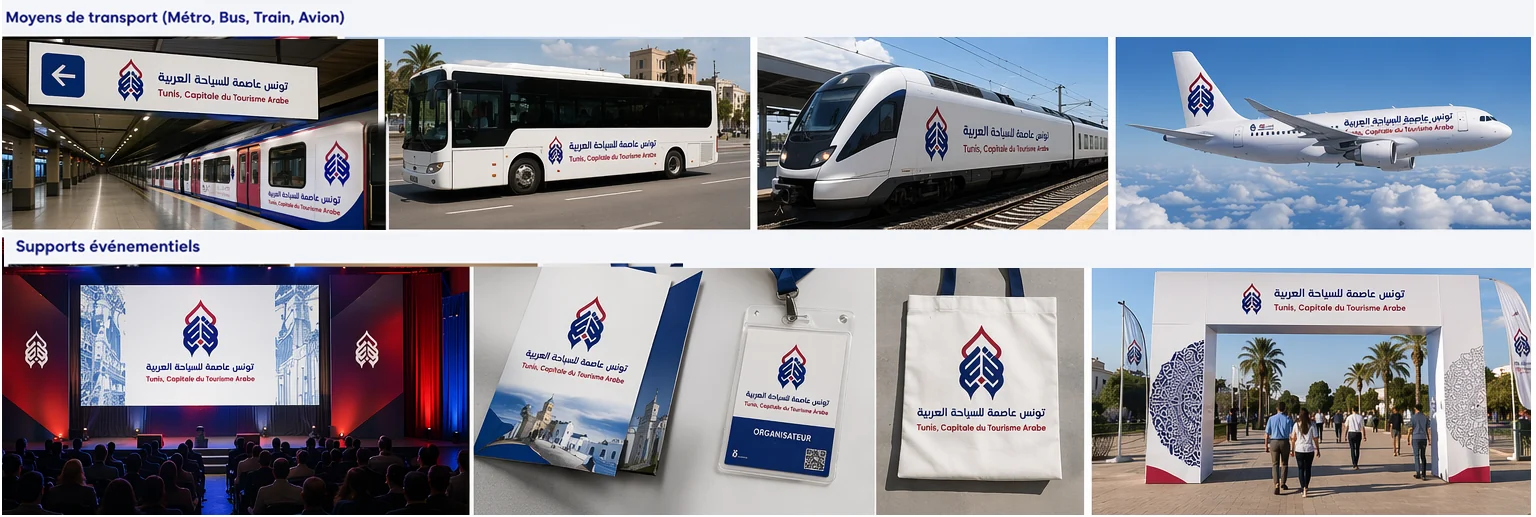 Moyens de transport (Métro, Bus, Train, Avion)
تونس عاصمة للسياحة العربية
Tunis, Capitale du Tourisme Arabe
تونس عاصمة للسياحة العربية
Tunis, Capitale du Tourisme Arabe
تونس عاصمة للسياحة العربية
Tunis, Capitale du Tourisme Arabe
تونس عاصمة للسياحة العربية
Tunis, Capitale du Tourisme Arabe
تونس عاصمة للسياحة العربية
Tunis, Capitale du Tourisme Arabe
Supports événementiels
تونس عاصمة للسياحة العربية
Tunis, Capitale du Tourisme Arabe
تونس عاصمة للسياحة العربية
Tunis, Capitale du Tourisme Arabe
تونس عاصمة للسياحة العربية
Tunis, Capitale du Tourisme Arabe
ORGANISATEUR
تونس عاصمة للسياحة العربية
Tunis, Capitale du Tourisme Arabe
تونس عاصمة للسياحة العربية
Tunis, Capitale du Tourisme Arabe